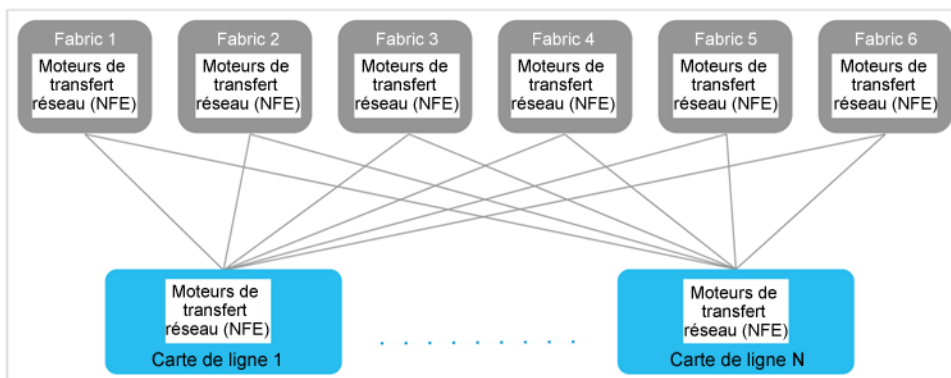 Fabric 1
Moteurs de
transfert
réseau (NFE)
Fabric 2
Moteurs de
transfert
réseau (NFE)
Fabric 3
Moteurs de
transfert
réseau (NFE)
Fabric 4
Moteurs de
transfert
réseau (NFE)
Fabric 5
Moteurs de
transfert
réseau (NFE)
Fabric 6
Moteurs de
transfert
réseau (NFE)
Moteurs de
transfert
réseau (NFE)
Carte de ligne 1
Moteurs de
transfert
réseau (NFE)
Carte de ligne N